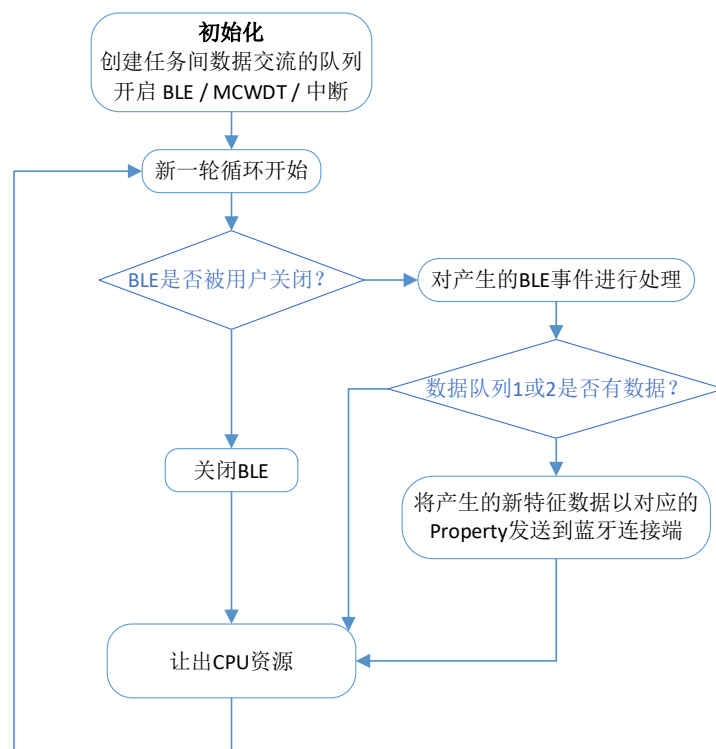 初始化
创建任务间数据交流的队列
开启 BLE / MCWDT / 中断
新一轮循环开始
BLE是否被用户关闭？
对产生的BLE事件进行处理
数据队列1或2是否有数据？
关闭BLE
将产生的新特征数据以对应的
Property发送到蓝牙连接端
让出CPU资源